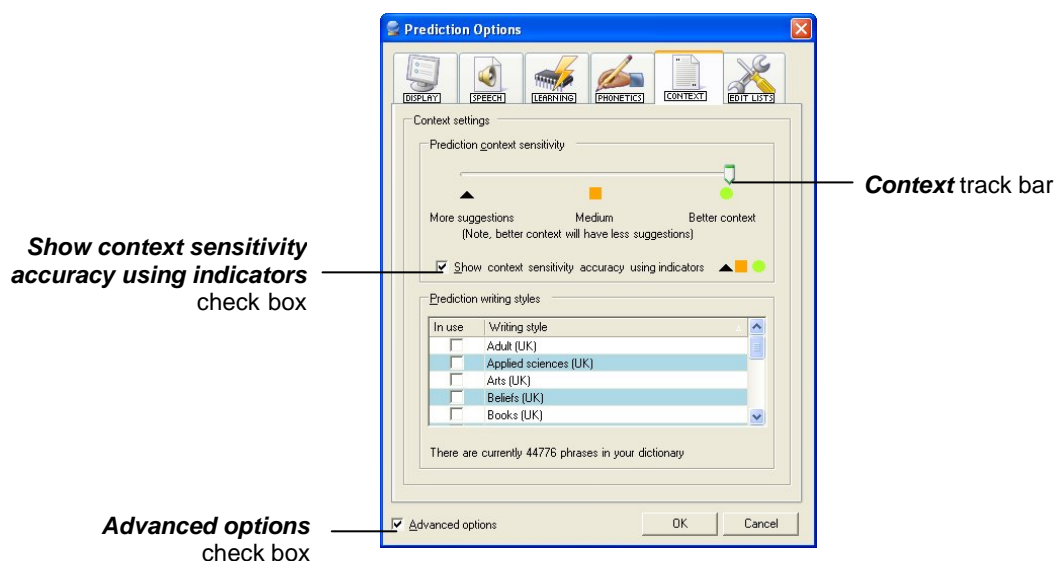 Prediction Options
DISPLAY
SPEECH
LEARNING
PHONETICS
CONTEXT
EDIT LISTS
Context settings
Prediction context sensitivity
Context track bar
More suggestions Medium Better context
(Note, better context will have less suggestions)
Show context sensitivity
accuracy using indicators
check box
Show context sensitivity accuracy using indicators
Prediction writing styles
In use Writing style
Adult (UK)
Applied sciences (UK)
Arts (UK)
Beliefs (UK)
Books (UK)
There are currently 44776 phrases in your dictionary
Advanced options
check box
Advanced options
OK
Cancel